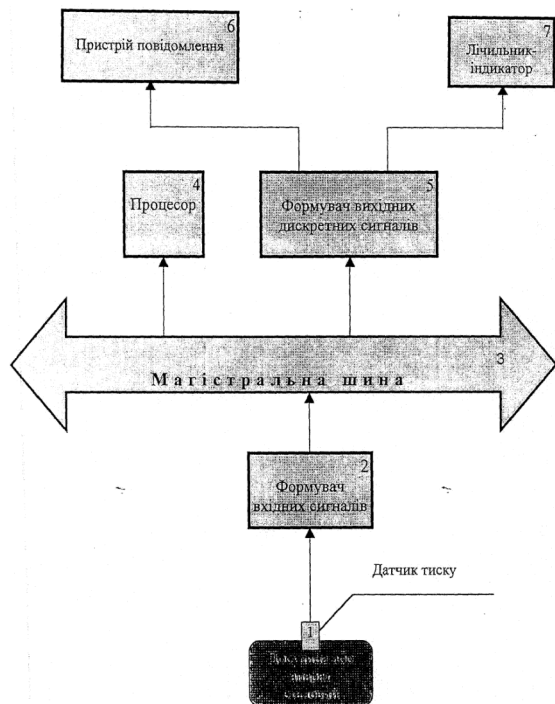 6
Пристрій повідомлення
7
Лічильник-
індикатор
4
Процесор
5
Формувач вихідних
дискретних сигналів
3
Магістральна шина
2
Формувач
вхідних сигналів
Датчик тиску
1